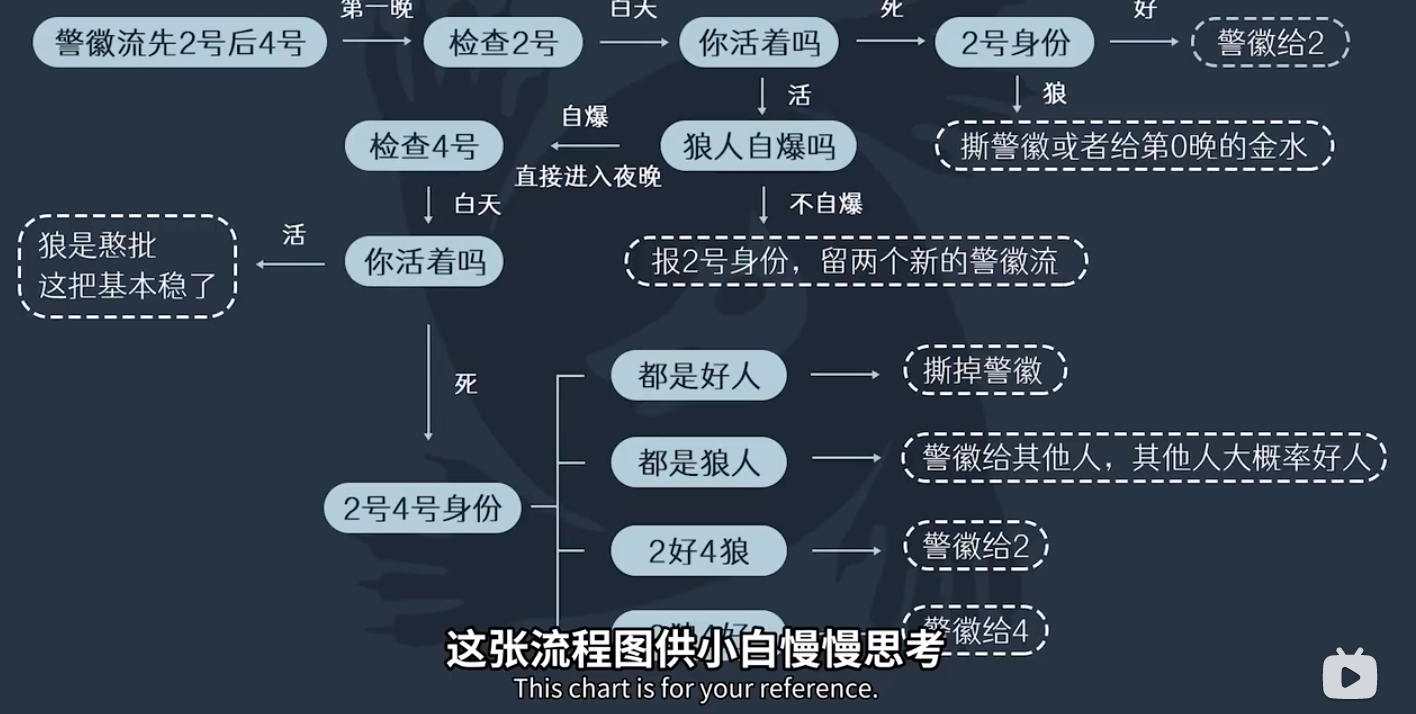 第一晚
白天
死
好
警徽流先2号后4号
检查2号
你活着吗
2号身份
警徽给2
活
狼
自爆
检查4号
狼人自爆吗
撕警徽或者给第0晚的金水
直接进入夜晚
白天
不自爆
活
狼是憨批
这把基本稳了
你活着吗
报2号身份，留两个新的警徽流
死
都是好人
撕掉警徽
都是狼人
警徽给其他人，其他人大概率好人
2号4号身份
2好4狼
警徽给2
警徽给4
这张流程图供小白慢慢思考
This chart is for your reference.